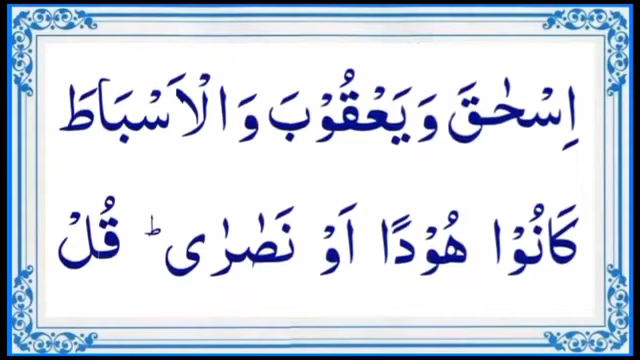 اِسْحٰقَ وَ یَعْقُوْبَ وَ الْاَسْبَاطَ
كَانُوْا هُوْدًا اَوْ نَصٰرٰی ؕ قُلْ